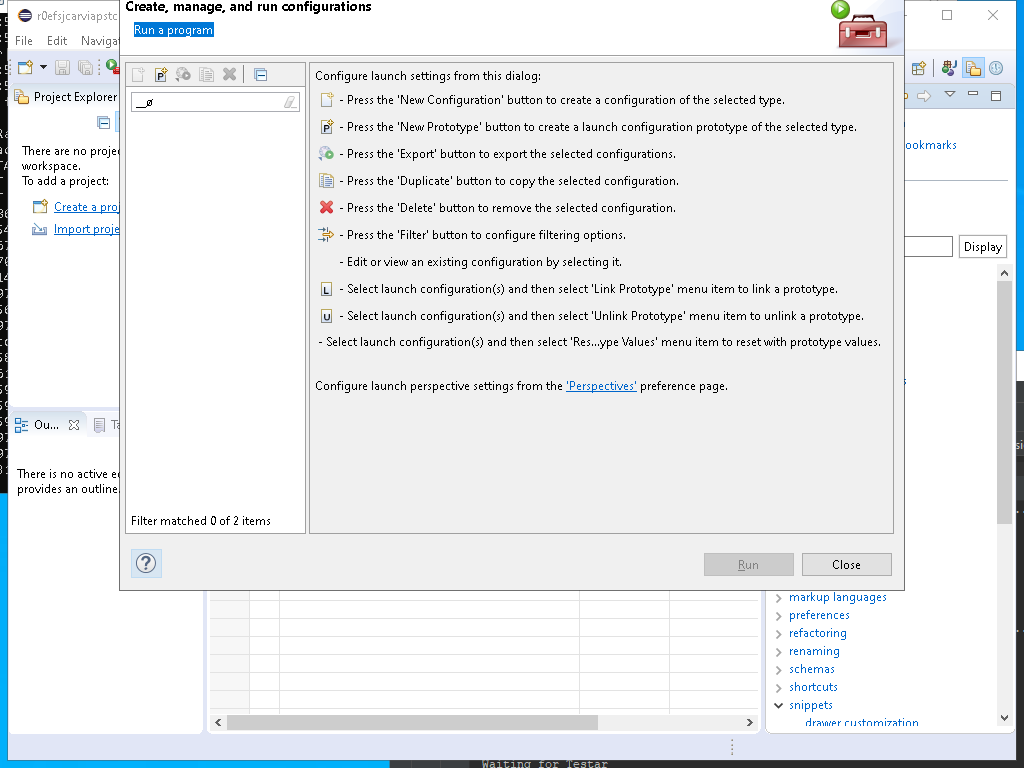 Create, manage, and run configurations
r0efsjcarviapstc
Run a program
File Edit Navigat
Project Explorer
__ø
Configure launch settings from this dialog:
- Press the 'New Configuration' button to create a configuration of the selected type.
- Press the 'New Prototype' button to create a launch configuration prototype of the selected type.
- Press the 'Export' button to export the selected configurations.
- Press the 'Duplicate' button to copy the selected configuration.
- Press the 'Delete' button to remove the selected configuration.
- Press the 'Filter' button to configure filtering options.
- Edit or view an existing configuration by selecting it.
L - Select launch configuration(s) and then select 'Link Prototype' menu item to link a prototype.
U - Select launch configuration(s) and then select 'Unlink Prototype' menu item to unlink a prototype.
- Select launch configuration(s) and then select 'Res...ype Values' menu item to reset with prototype values.
Configure launch perspective settings from the 'Perspectives' preference page.
There are no projec
workspace.
To add a project:
Create a proj
Import proje
ookmarks
Display
Ou...
Ta
There is no active e
provides an outline.
Filter matched 0 of 2 items
Run
Close
markup languages
preferences
refactoring
renaming
schemas
shortcuts
snippets
drawer customization
Waiting for Testar